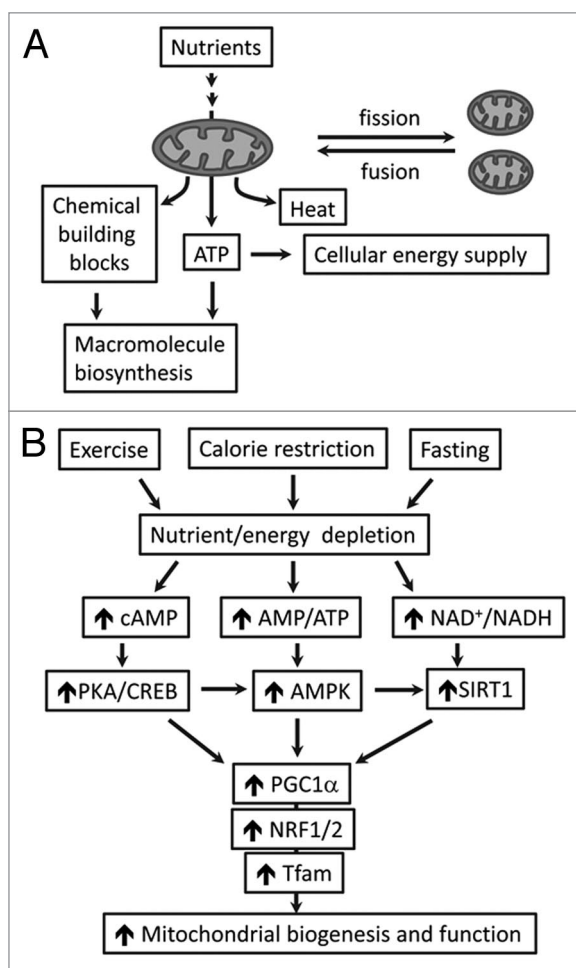 A
Nutrients
fission
fusion
Chemical
building
blocks
Heat
ATP
Cellular energy supply
Macromolecule
biosynthesis
B
Exercise
Calorie restriction
Fasting
Nutrient/energy depletion
🡅 cAMP
🡅 AMP/ATP
🡅 NAD⁺/NADH
🡅PKA/CREB
🡅 AMPK
🡅SIRT1
🡅 PGC1α
🡅 NRF1/2
🡅 Tfam
🡅 Mitochondrial biogenesis and function